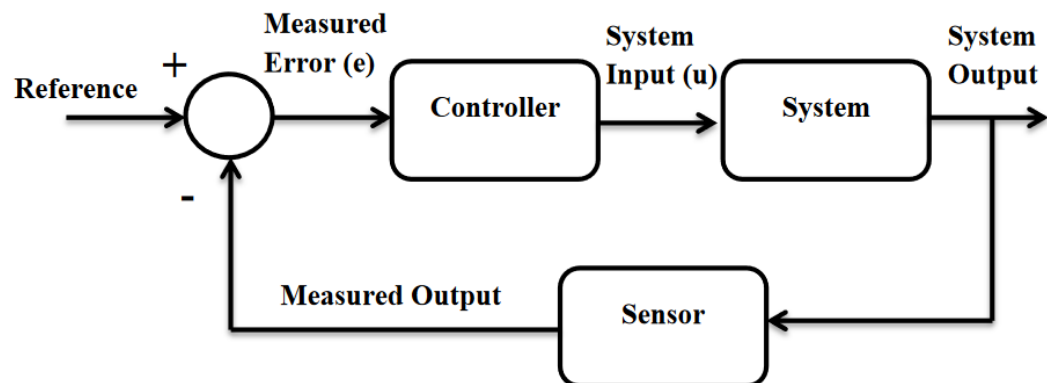 Measured
Error (e)
System
Input (u)
System
Output
+
Reference
Controller
System
-
Measured Output
Sensor